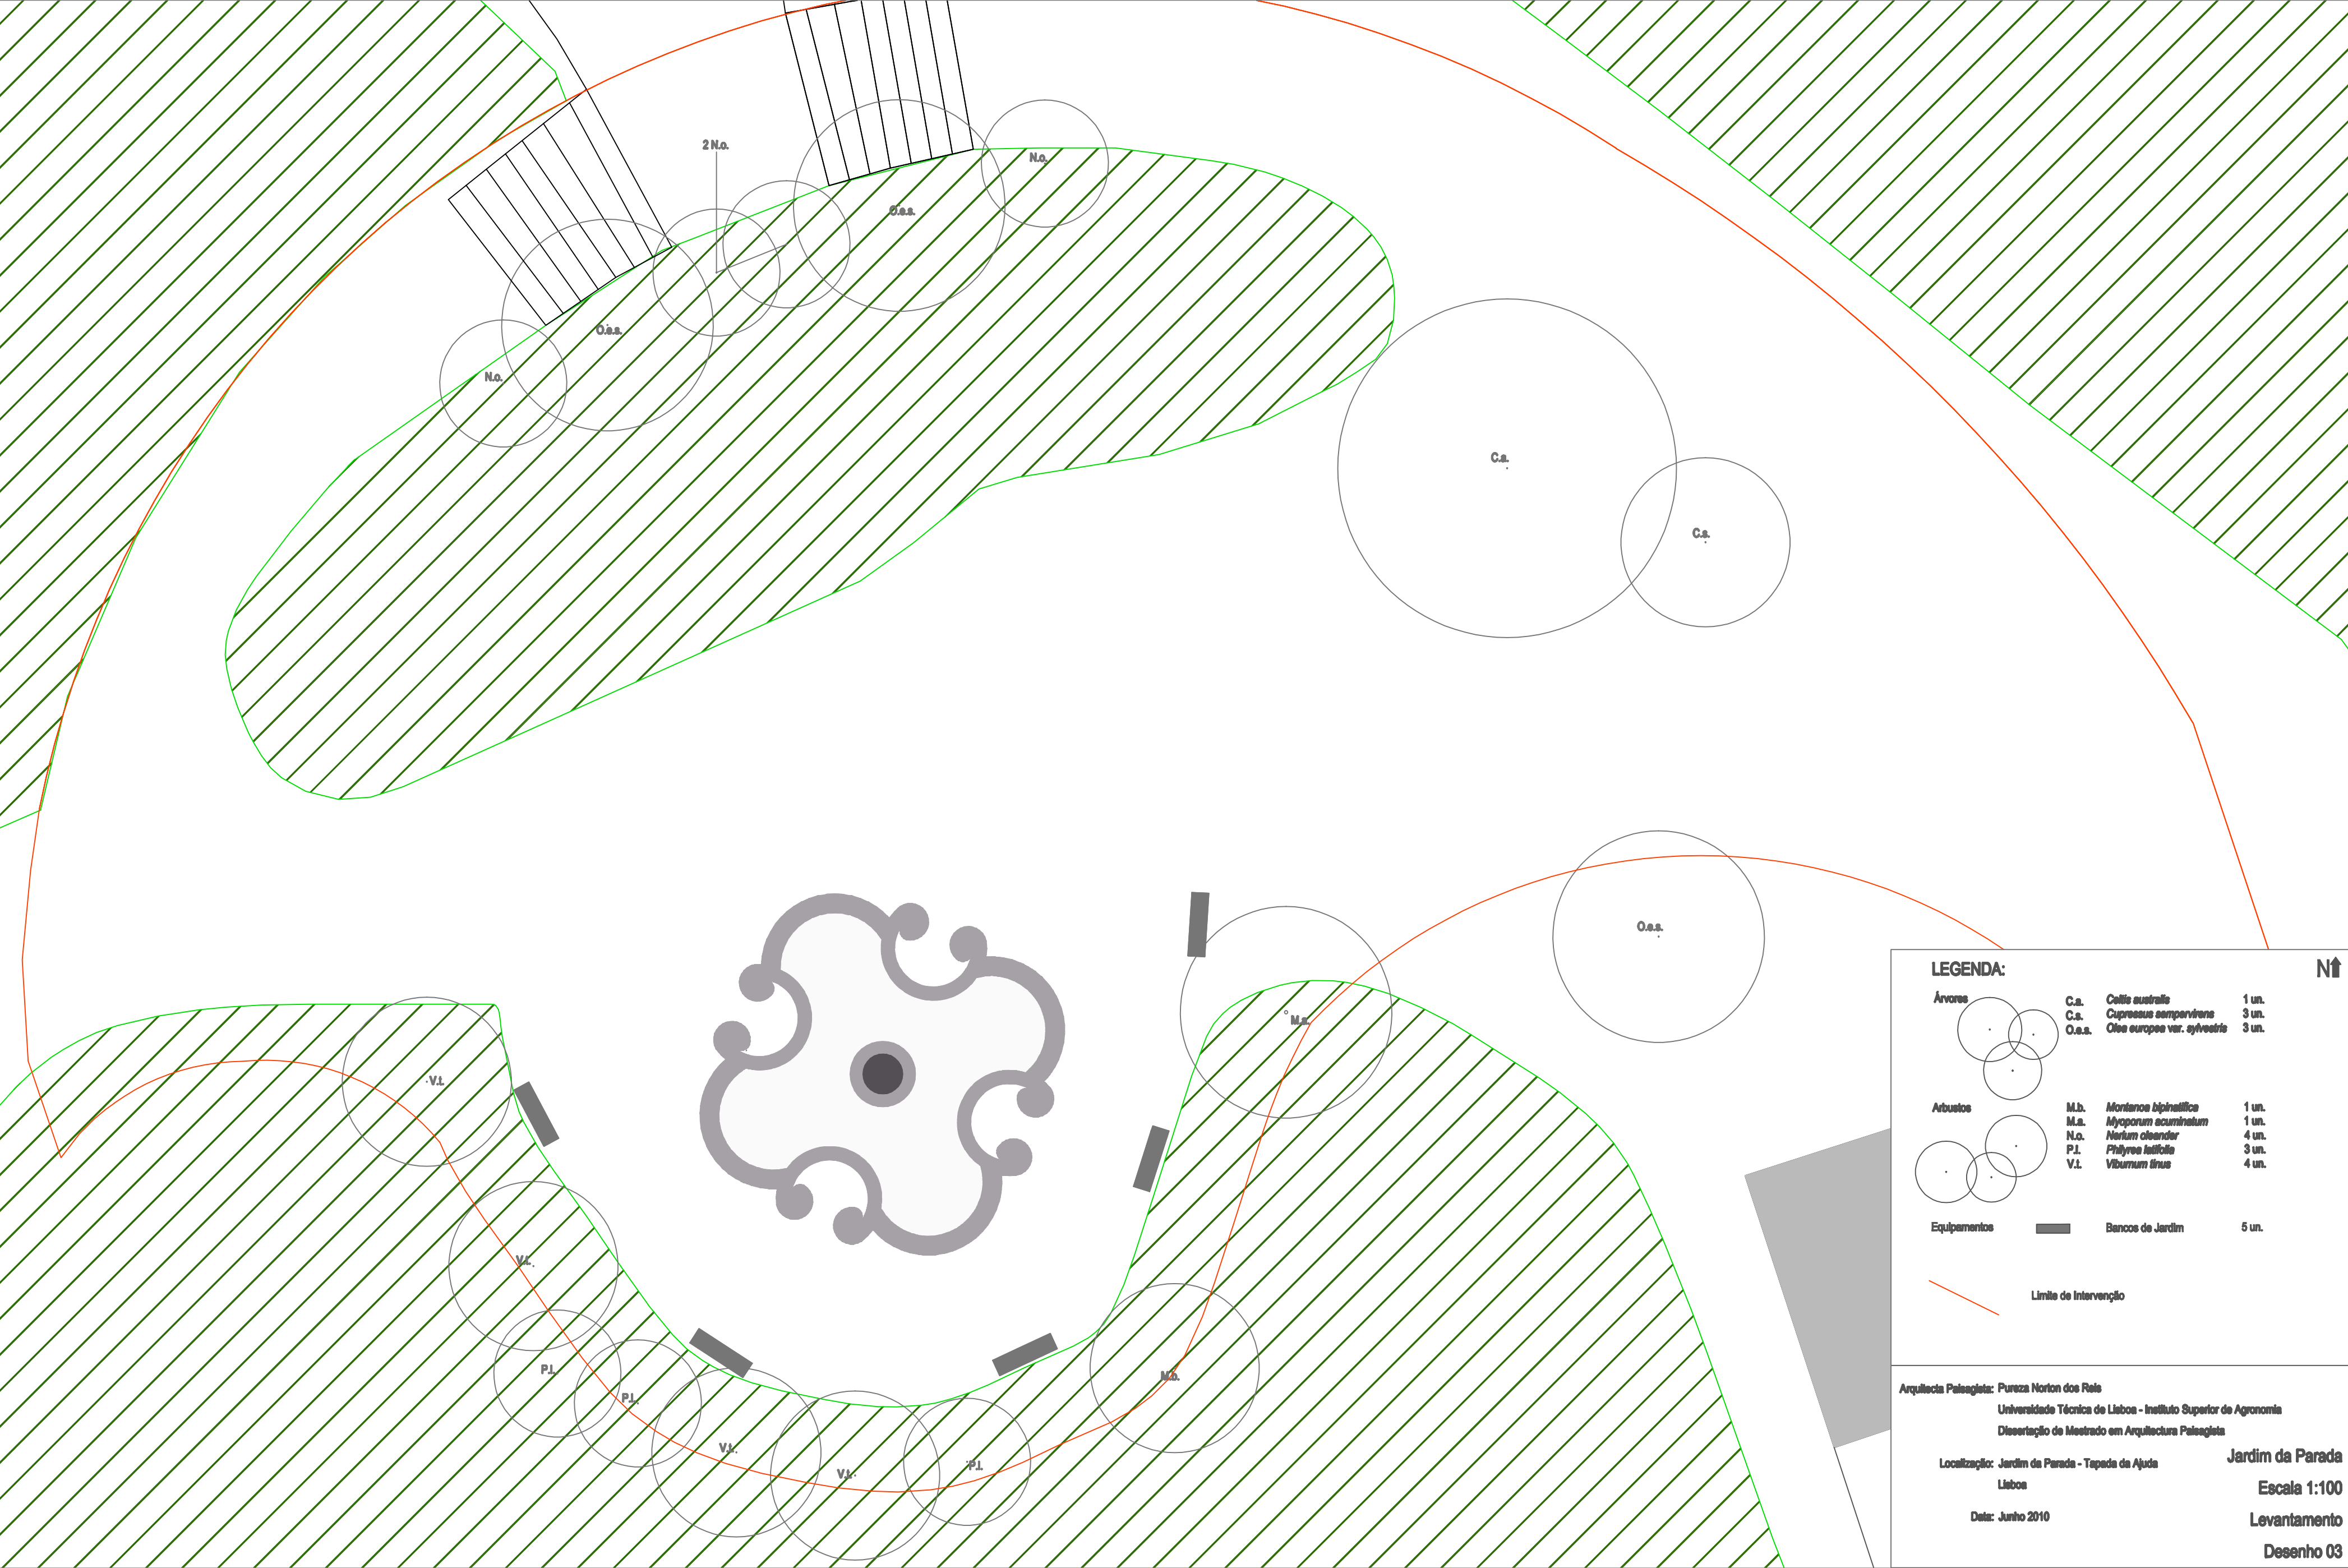 2 N.o.
N.o.
O.e.s.
O.e.s.
N.o.
C.a.
C.s.
O.e.s.
M.a.
V.t.
V.t.
P.l.
P.l.
V.t.
V.t.
P.l.
M.b.
LEGENDA:
N
Árvores
C.a. Celtis australis 1 un.
C.s. Cupressus sempervirens 3 un.
O.e.s. Olea europea var. sylvestris 3 un.
Arbustos
M.b. Montanoa bipinatifica 1 un.
M.a. Myoporum acuminatum 1 un.
N.o. Nerium oleander 4 un.
P.l. Phllyrea latifolia 3 un.
V.t. Viburnum tinus 4 un.
Equipamentos Bancos de Jardim 5 un.
Limite de Intervenção
Arquitecta Paisagista: Pureza Norton dos Reis
Universidade Técnica de Lisboa - Instituto Superior de Agronomia
Dissertação de Mestrado em Arquitectura Paisagista
Localização: Jardim da Parada - Tapada da Ajuda
Lisboa
Data: Junho 2010
Jardim da Parada
Escala 1:100
Levantamento
Desenho 03